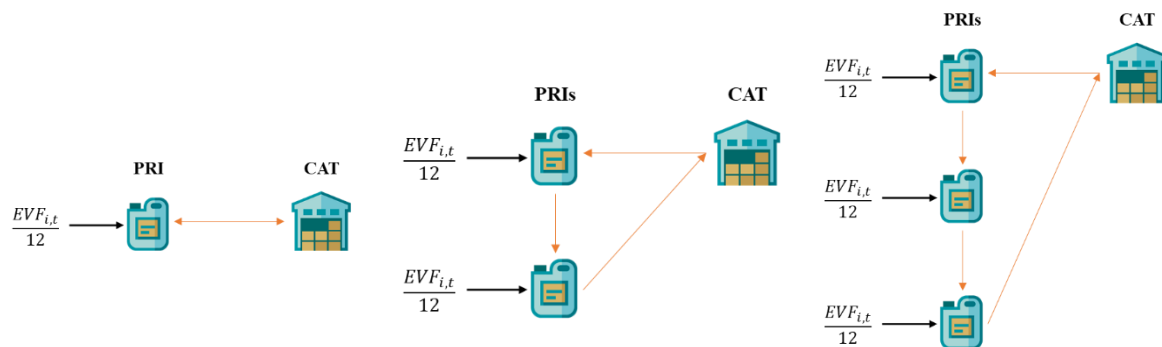 PRI CAT
EVF_{i,t}
12
PRIs CAT
EVF_{i,t}
12
EVF_{i,t}
12
PRIs CAT
EVF_{i,t}
12
EVF_{i,t}
12
EVF_{i,t}
12